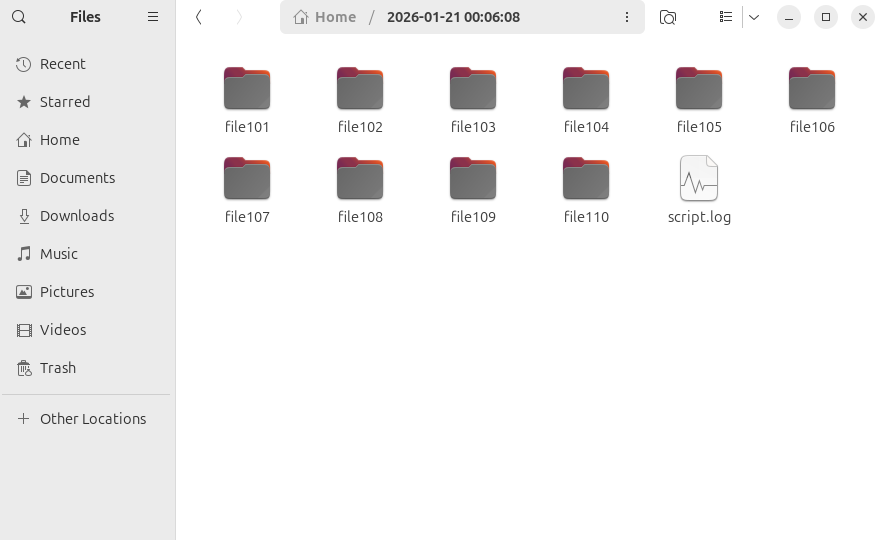 Files
Home / 2026-01-21 00:06:08
Recent
Starred
Home
Documents
Downloads
Music
Pictures
Videos
Trash
Other Locations
file101 file102 file103 file104 file105 file106
file107 file108 file109 file110 script.log